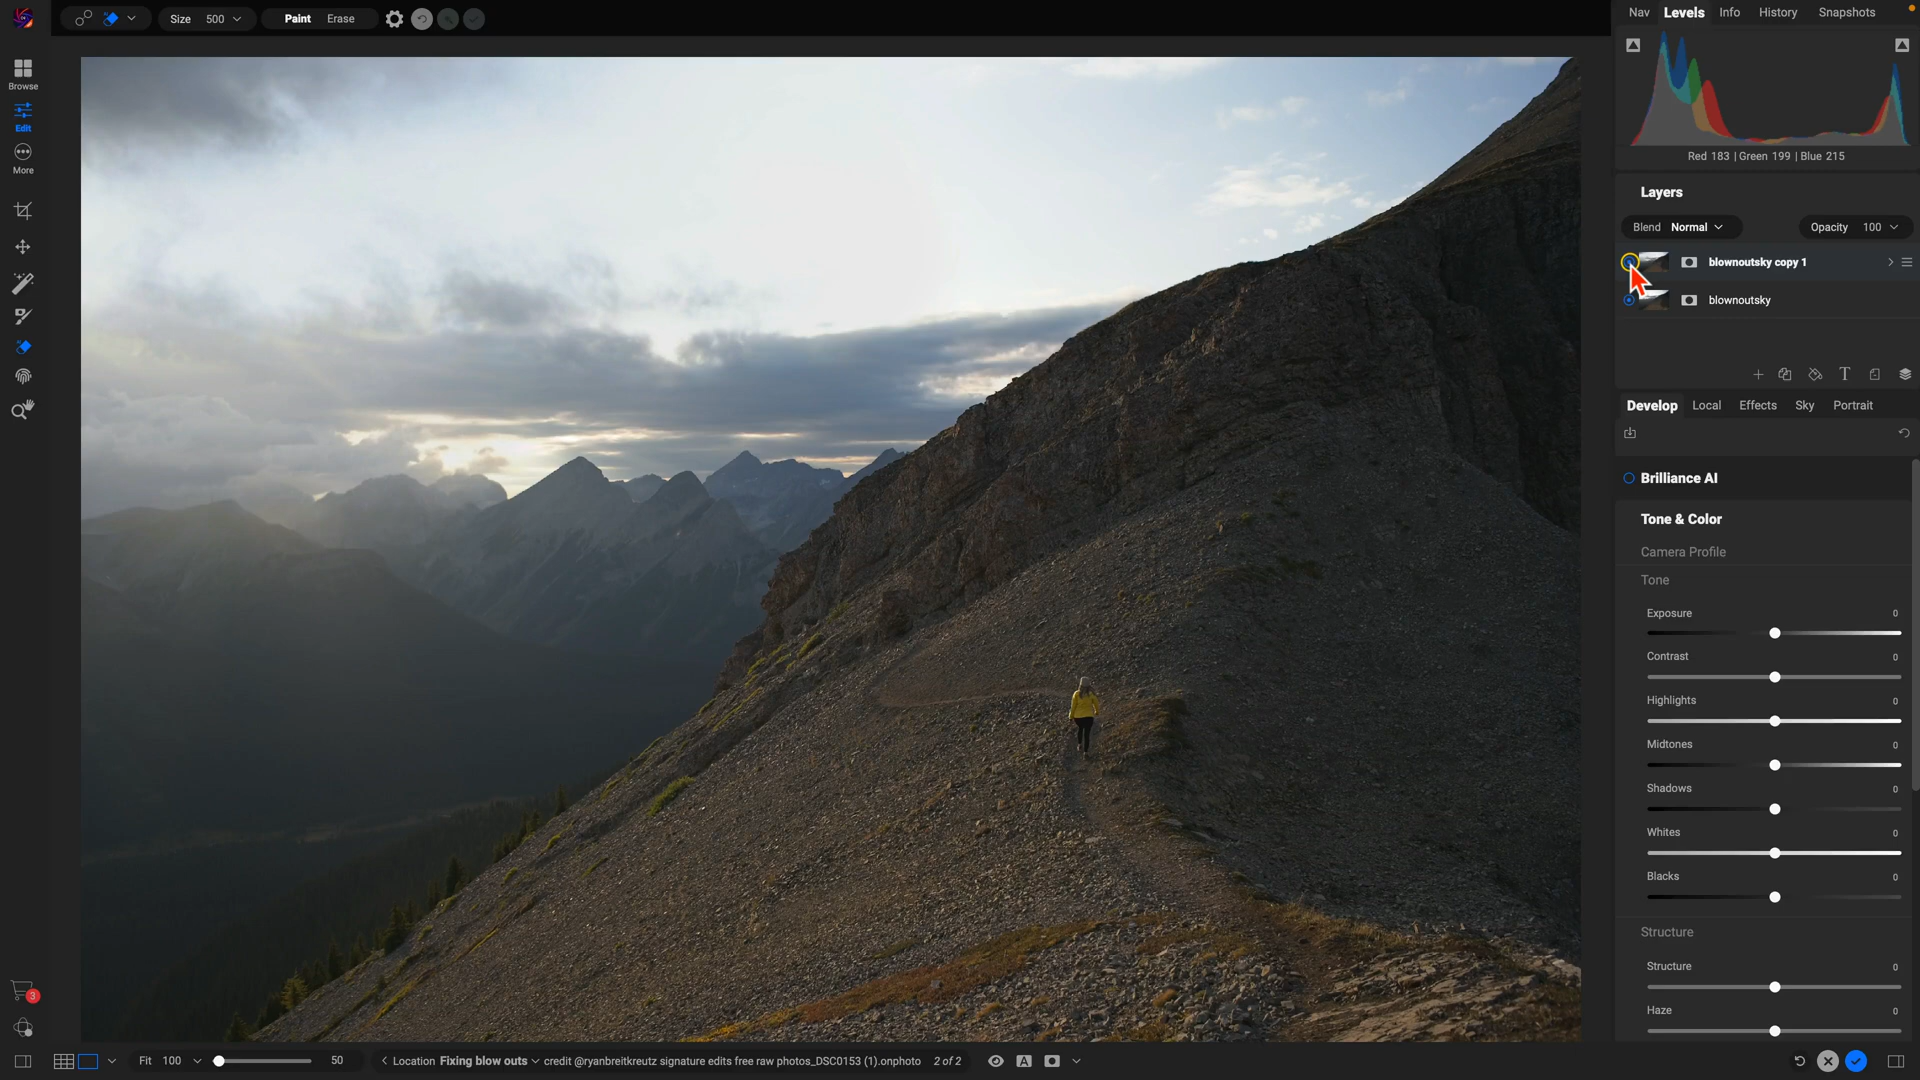 Size 500 Paint Erase
Nav Levels Info History Snapshots
Browse
Edit
More
Red 183 | Green 199 | Blue 215
Layers
Blend Normal Opacity 100
blownoutsky copy 1
blownoutsky
T
Develop Local Effects Sky Portrait
Brilliance AI
Tone & Color
Camera Profile
Tone
Exposure 0
Contrast 0
Highlights 0
Midtones 0
Shadows 0
Whites 0
Blacks 0
Structure
Structure 0
Haze 0
3
Fit 100 50 Location Fixing blow outs credit @ryanbreitkreutz signature edits free raw photos_DSC0153 (1).onphoto 2 of 2 A